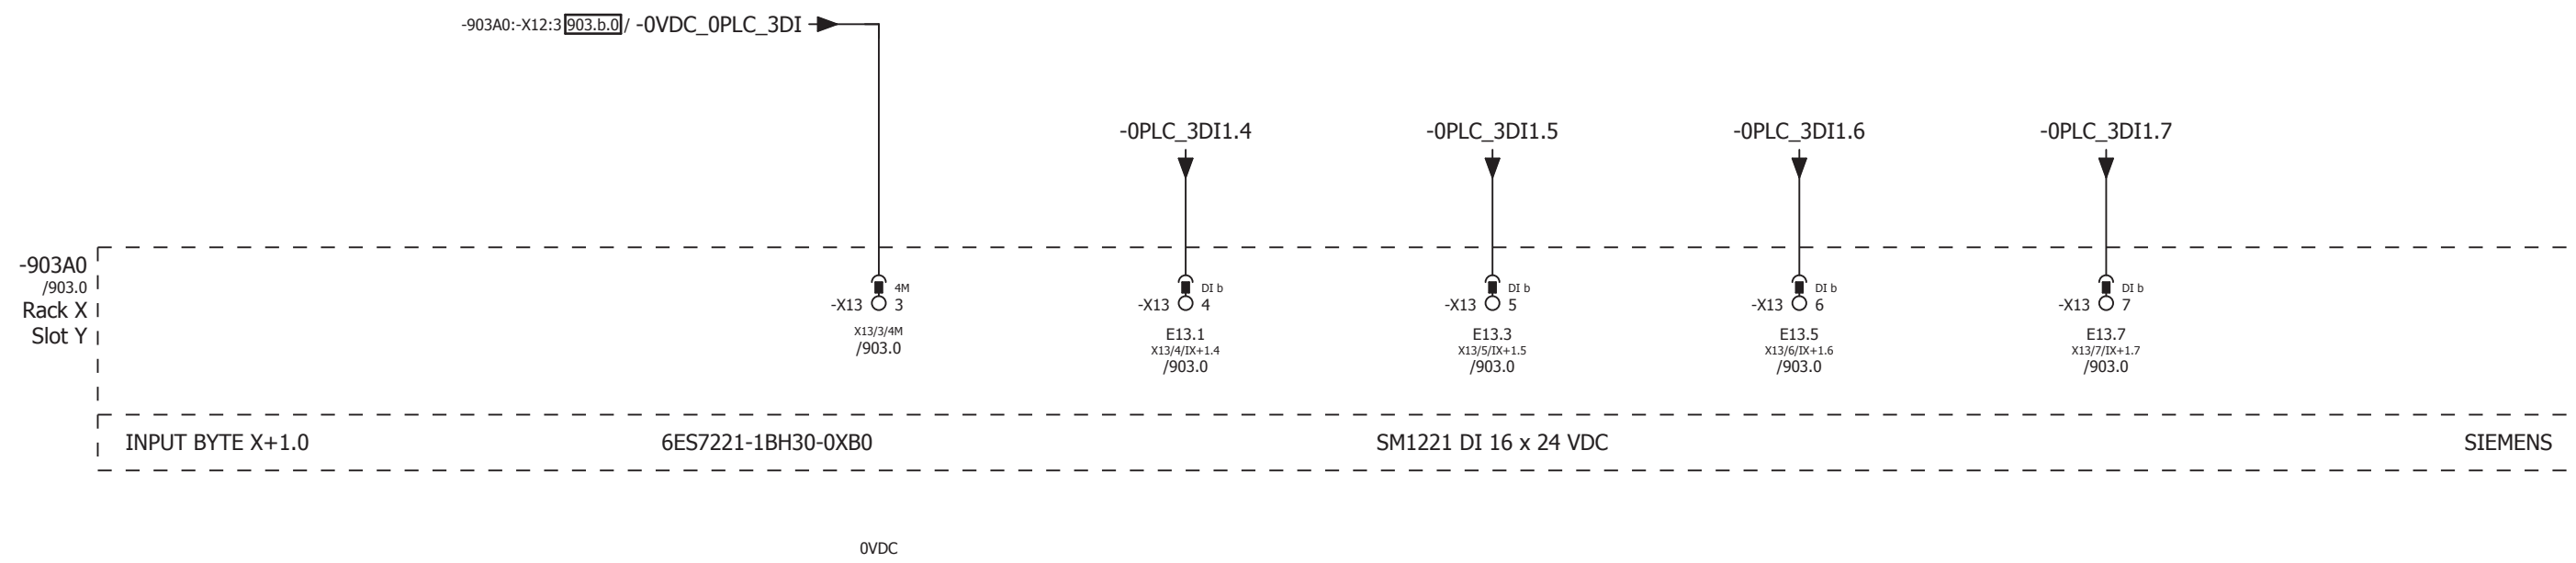 -903A0:-X12:3 903.b.0 / -0VDC_0PLC_3DI
-0PLC_3DI1.4 -0PLC_3DI1.5 -0PLC_3DI1.6 -0PLC_3DI1.7
-903A0
/903.0
Rack X
Slot Y
4M
-X13 3
X13/3/4M
/903.0
DI b
-X13 4
E13.1
X13/4/IX+1.4
/903.0
DI b
-X13 5
E13.3
X13/5/IX+1.5
/903.0
DI b
-X13 6
E13.5
X13/6/IX+1.6
/903.0
DI b
-X13 7
E13.7
X13/7/IX+1.7
/903.0
INPUT BYTE X+1.0 6ES7221-1BH30-0XB0 SM1221 DI 16 x 24 VDC SIEMENS
0VDC